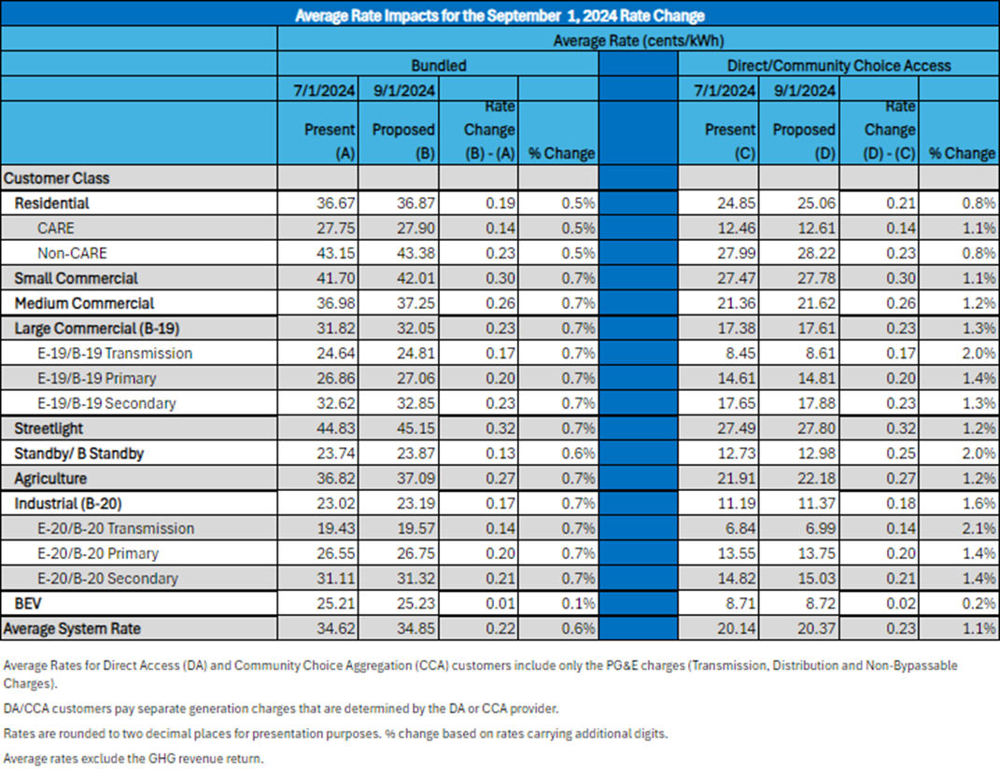 Average Rate Impacts for the September 1, 2024 Rate Change
Average Rate (cents/kWh)
Bundled Direct/Community Choice Access
7/1/2024 9/1/2024 7/1/2024 9/1/2024
Rate Rate
Present Proposed Change Present Proposed Change
(A) (B) (B) - (A) % Change (C) (D) (D) - (C) % Change
Customer Class
Residential 36.67 36.87 0.19 0.5% 24.85 25.06 0.21 0.8%
CARE 27.75 27.90 0.14 0.5% 12.46 12.61 0.14 1.1%
Non-CARE 43.15 43.38 0.23 0.5% 27.99 28.22 0.23 0.8%
Small Commercial 41.70 42.01 0.30 0.7% 27.47 27.78 0.30 1.1%
Medium Commercial 36.98 37.25 0.26 0.7% 21.36 21.62 0.26 1.2%
Large Commercial (B-19) 31.82 32.05 0.23 0.7% 17.38 17.61 0.23 1.3%
E-19/B-19 Transmission 24.64 24.81 0.17 0.7% 8.45 8.61 0.17 2.0%
E-19/B-19 Primary 26.86 27.06 0.20 0.7% 14.61 14.81 0.20 1.4%
E-19/B-19 Secondary 32.62 32.85 0.23 0.7% 17.65 17.88 0.23 1.3%
Streetlight 44.83 45.15 0.32 0.7% 27.49 27.80 0.32 1.2%
Standby/ B Standby 23.74 23.87 0.13 0.6% 12.73 12.98 0.25 2.0%
Agriculture 36.82 37.09 0.27 0.7% 21.91 22.18 0.27 1.2%
Industrial (B-20) 23.02 23.19 0.17 0.7% 11.19 11.37 0.18 1.6%
E-20/B-20 Transmission 19.43 19.57 0.14 0.7% 6.84 6.99 0.14 2.1%
E-20/B-20 Primary 26.55 26.75 0.20 0.7% 13.55 13.75 0.20 1.4%
E-20/B-20 Secondary 31.11 31.32 0.21 0.7% 14.82 15.03 0.21 1.4%
BEV 25.21 25.23 0.01 0.1% 8.71 8.72 0.02 0.2%
Average System Rate 34.62 34.85 0.22 0.6% 20.14 20.37 0.23 1.1%
Average Rates for Direct Access (DA) and Community Choice Aggregation (CCA) customers include only the PG&E charges (Transmission, Distribution and Non-Bypassable
Charges).
DA/CCA customers pay separate generation charges that are determined by the DA or CCA provider.
Rates are rounded to two decimal places for presentation purposes. % change based on rates carrying additional digits.
Average rates exclude the GHG revenue return.